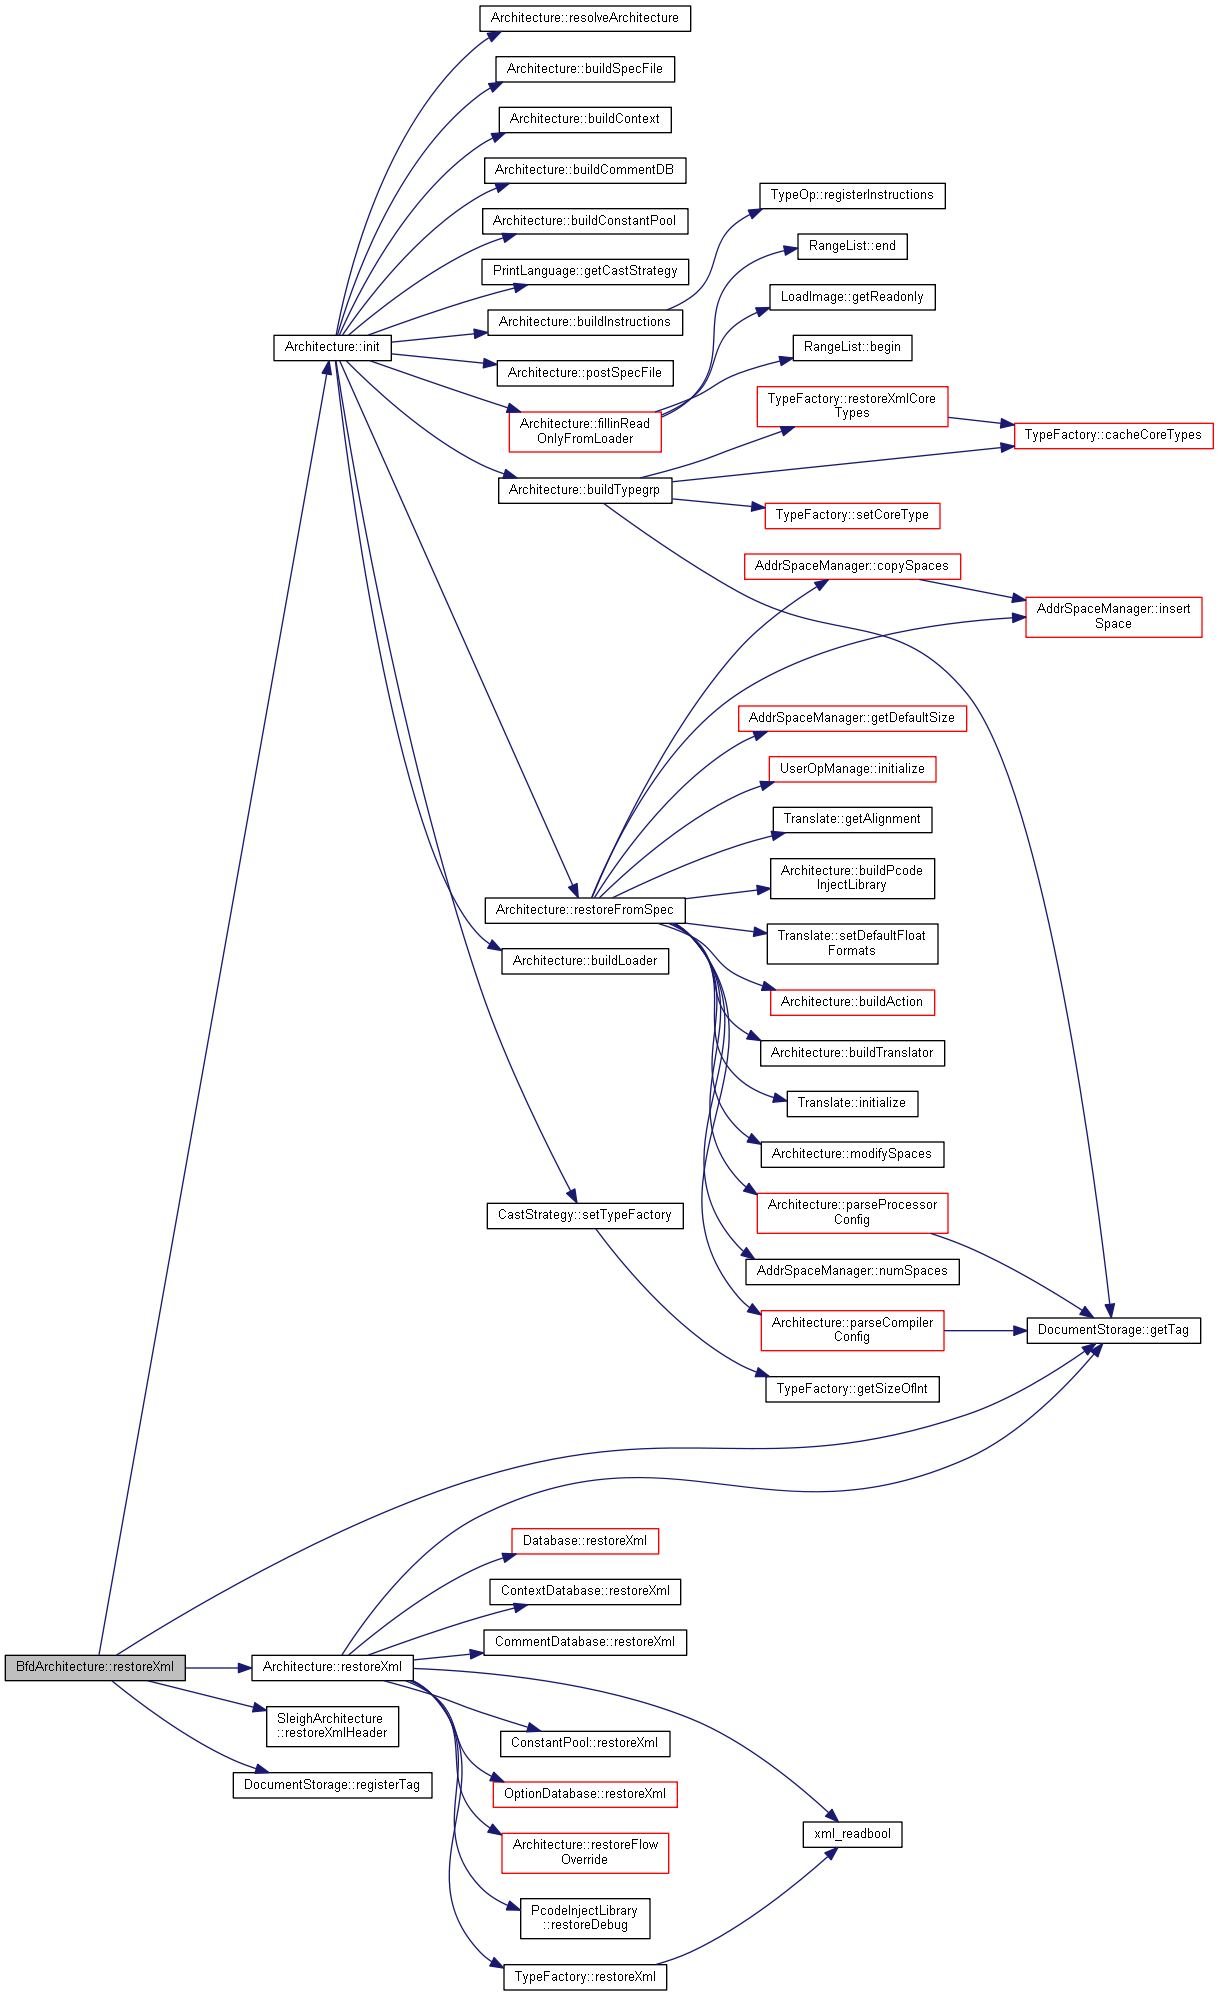 Architecture::resolveArchitecture
Architecture::buildSpecFile
Architecture::buildContext
Architecture::buildCommentDB
TypeOp::registerInstructions
Architecture::buildConstantPool
RangeList::end
PrintLanguage::getCastStrategy
LoadImage::getReadonly
Architecture::buildInstructions
Architecture::init
RangeList::begin
Architecture::postSpecFile
TypeFactory::restoreXmlCore
Types
Architecture::fillinRead
OnlyFromLoader
TypeFactory::cacheCoreTypes
Architecture::buildTypegrp
TypeFactory::setCoreType
AddrSpaceManager::copySpaces
AddrSpaceManager::insert
Space
AddrSpaceManager::getDefaultSize
UserOpManage::initialize
Translate::getAlignment
Architecture::buildPcode
InjectLibrary
Architecture::restoreFromSpec
Translate::setDefaultFloat
Formats
Architecture::buildLoader
Architecture::buildAction
Architecture::buildTranslator
Translate::initialize
Architecture::modifySpaces
Architecture::parseProcessor
Config
CastStrategy::setTypeFactory
AddrSpaceManager::numSpaces
Architecture::parseCompiler
Config
DocumentStorage::getTag
TypeFactory::getSizeOfInt
Database::restoreXml
ContextDatabase::restoreXml
CommentDatabase::restoreXml
BfdArchitecture::restoreXml
Architecture::restoreXml
SleighArchitecture
::restoreXmlHeader
ConstantPool::restoreXml
DocumentStorage::registerTag
OptionDatabase::restoreXml
xml_readbool
Architecture::restoreFlow
Override
PcodeInjectLibrary
::restoreDebug
TypeFactory::restoreXml